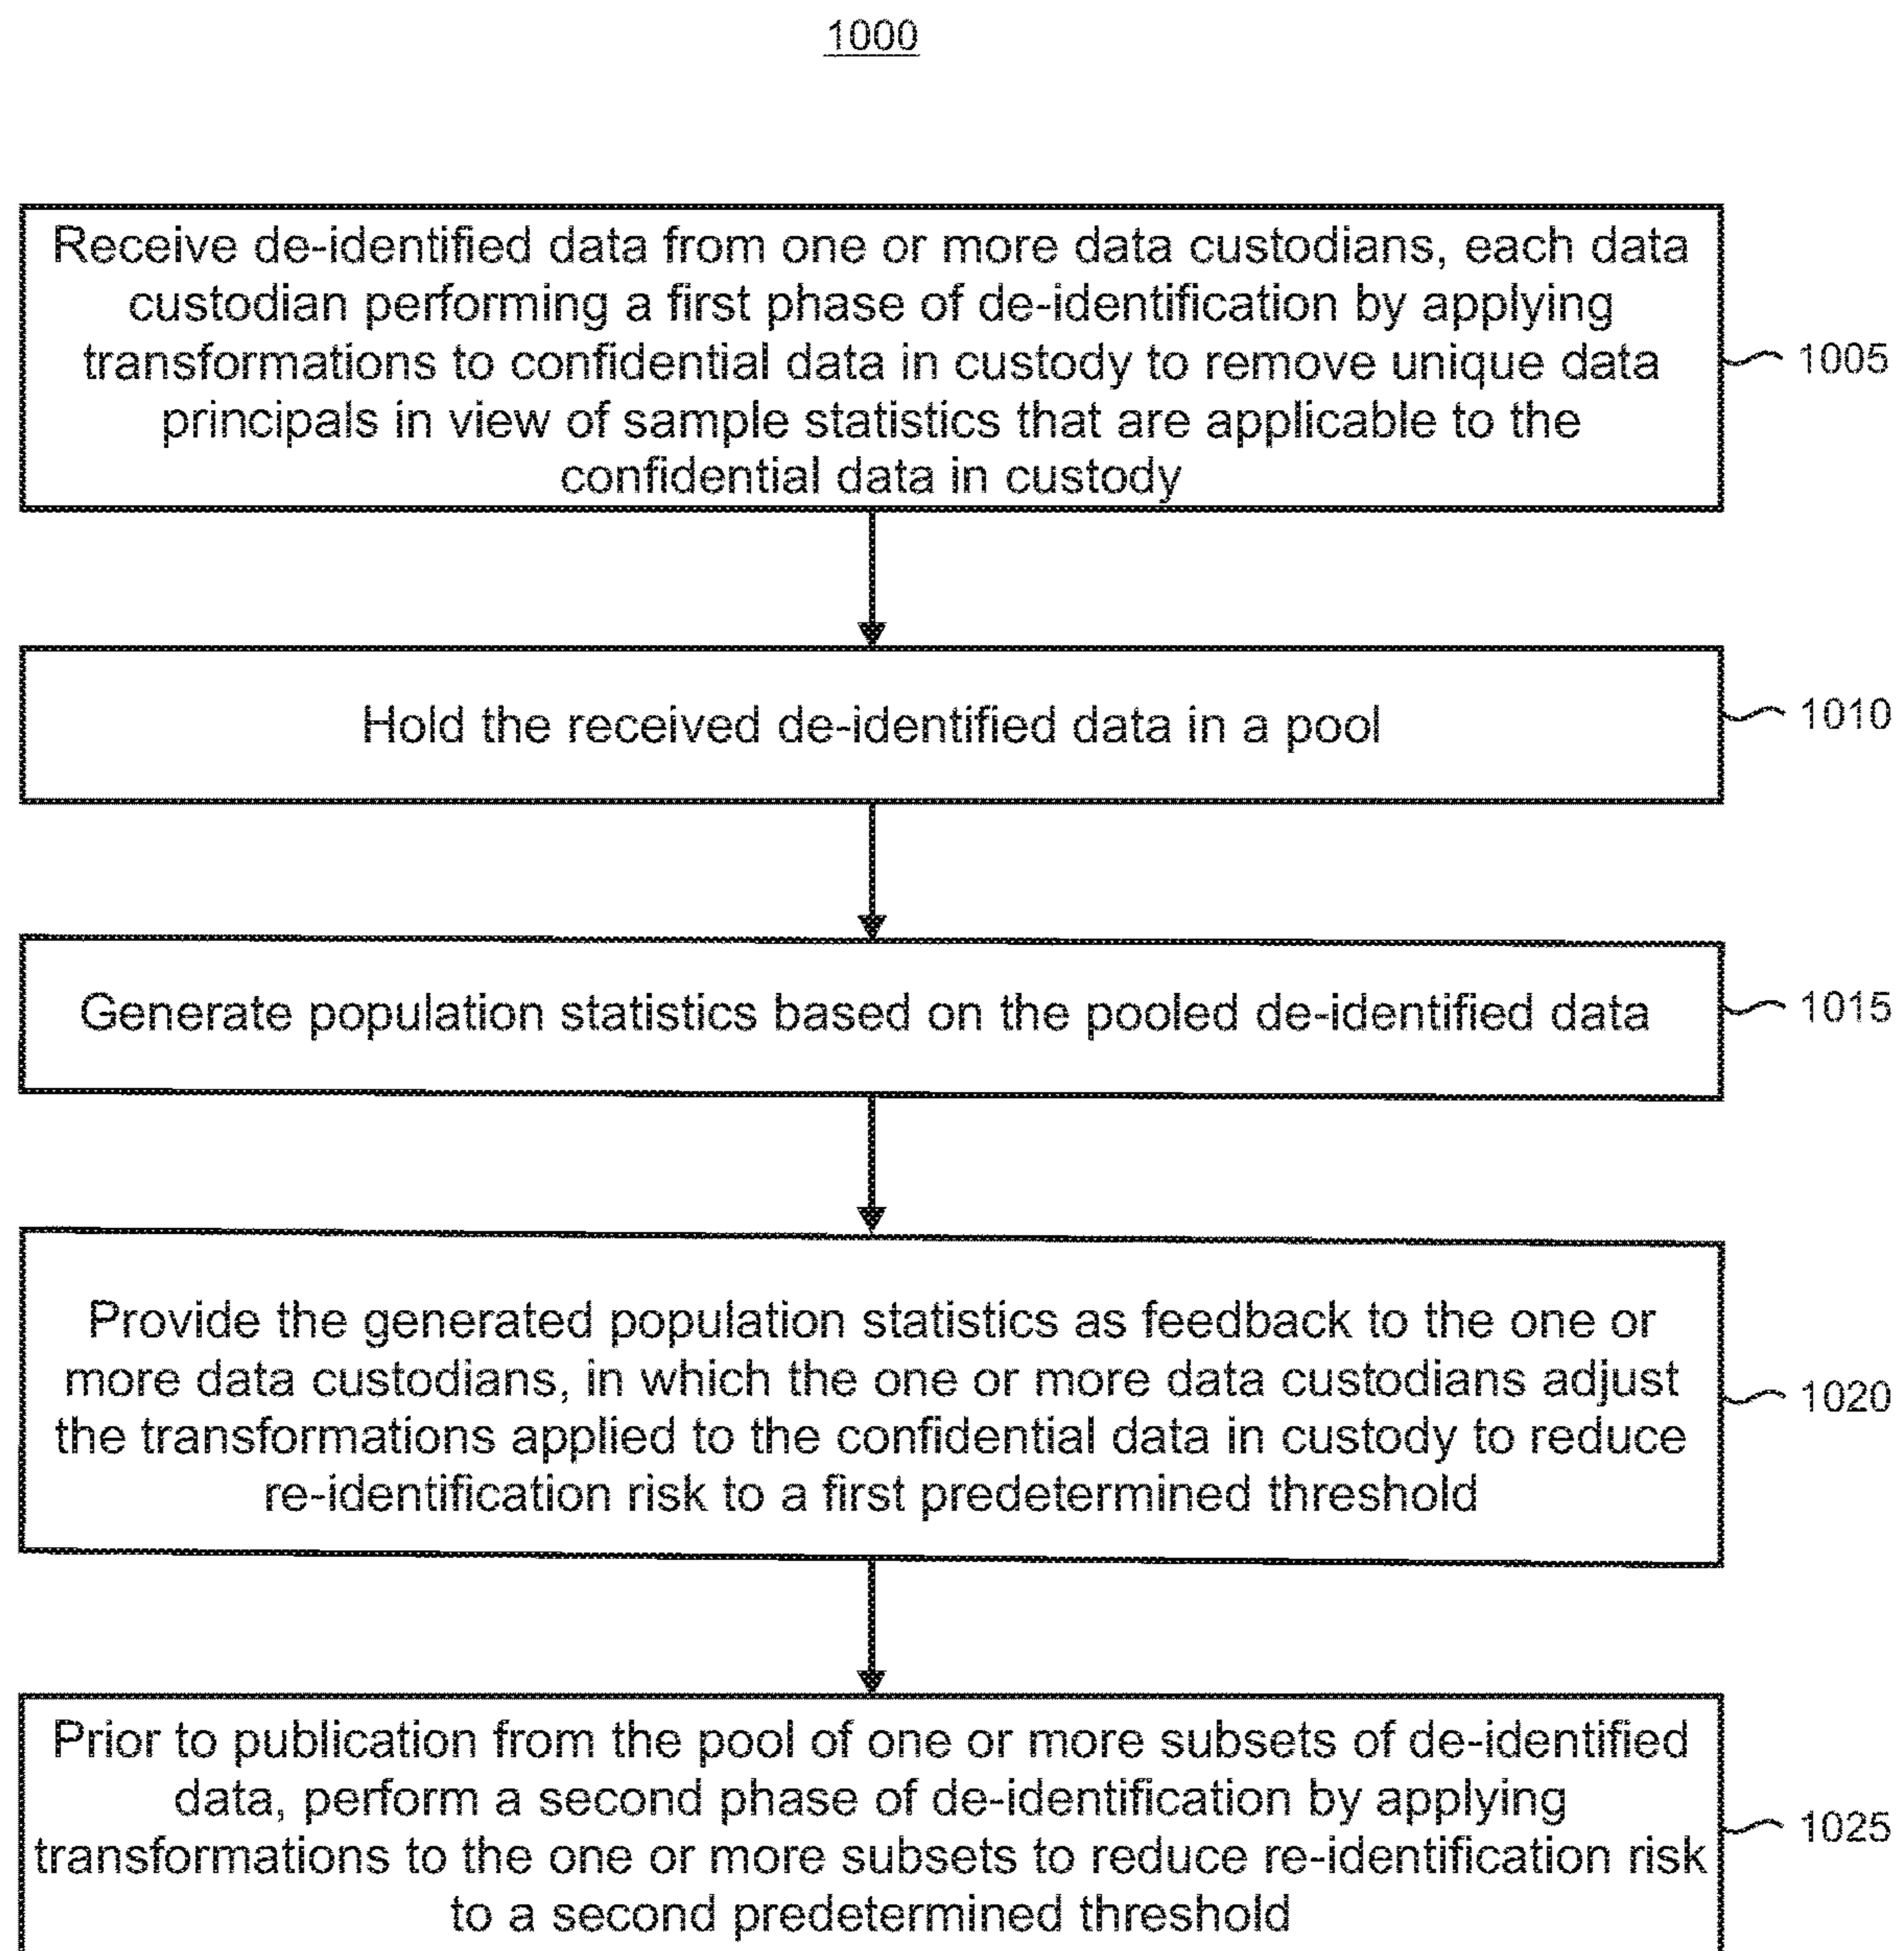 1000
Receive de-identified data from one or more data custodians, each data
custodian performing a first phase of de-identification by applying
transformations to confidential data in custody to remove unique data
principals in view of sample statistics that are applicable to the
confidential data in custody
1005
Hold the received de-identified data in a pool
1010
Generate population statistics based on the pooled de-identified data
1015
Provide the generated population statistics as feedback to the one or
more data custodians, in which the one or more data custodians adjust
the transformations applied to the confidential data in custody to reduce
re-identification risk to a first predetermined threshold
1020
Prior to publication from the pool of one or more subsets of de-identified
data, perform a second phase of de-identification by applying
transformations to the one or more subsets to reduce re-identification risk
to a second predetermined threshold
1025